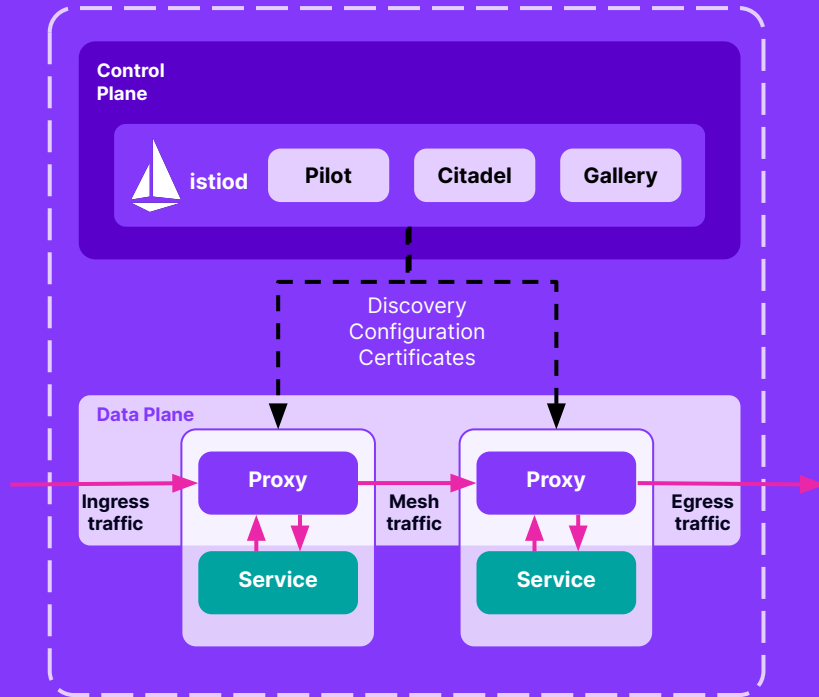 Control
Plane
istiod
Pilot
Citadel
Gallery
Discovery
Configuration
Certificates
Data Plane
Proxy
Proxy
Ingress
traffic
Mesh
traffic
Egress
traffic
Service
Service